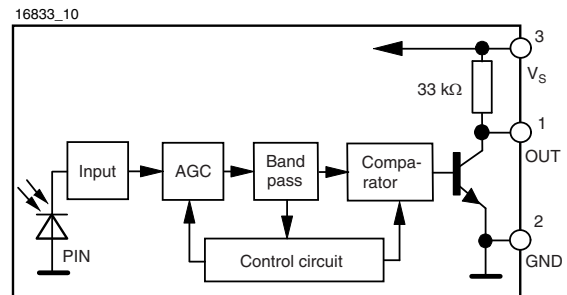 16833_10
3
VS
33 kΩ
1
OUT
Input
AGC
Band
pass
Compa-
rator
2
GND
PIN
Control circuit